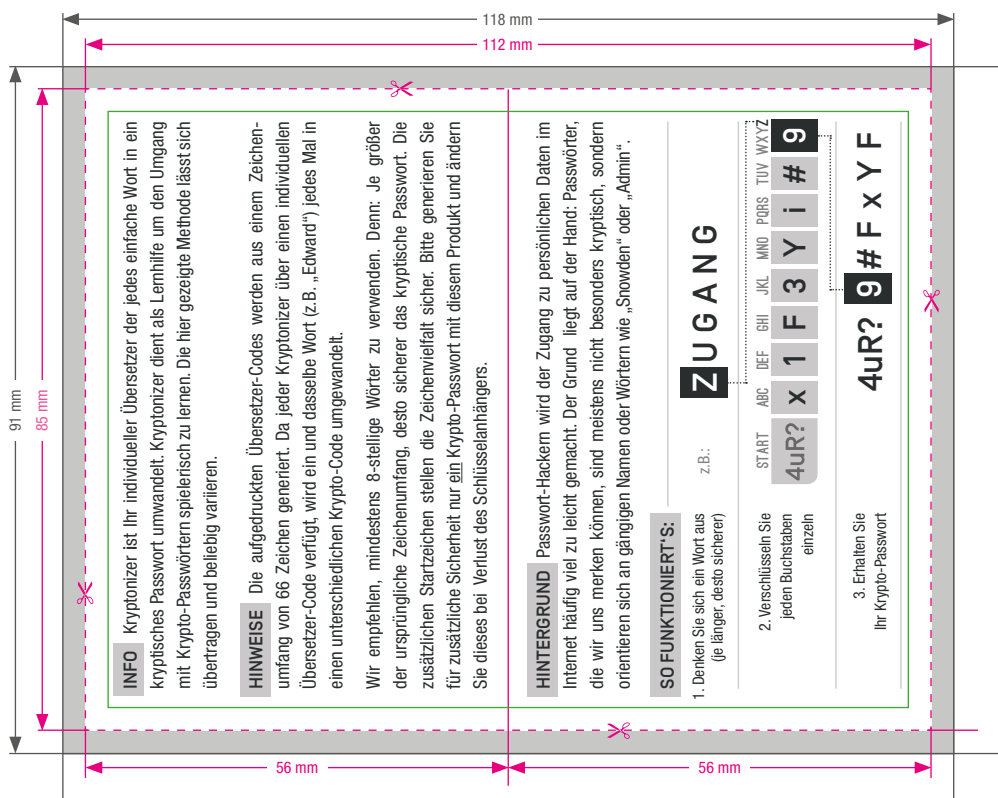 118 mm
112 mm
91 mm
85 mm
INFO Kryptonizer ist Ihr individueller Übersetzer der jedes einfache Wort in ein
kryptisches Passwort umwandelt. Kryptonizer dient als Lernhilfe um den Umgang
mit Krypto-Passwörtern spielerisch zu lernen. Die hier gezeigte Methode lässt sich
übertragen und beliebig variieren.
HINWEISE Die aufgedruckten Übersetzer-Codes werden aus einem Zeichen-
umfang von 66 Zeichen generiert. Da jeder Kryptonizer über einen individuellen
Übersetzer-Code verfügt, wird ein und dasselbe Wort (z.B. „Edward“) jedes Mal in
einen unterschiedlichen Krypto-Code umgewandelt.
Wir empfehlen, mindestens 8-stellige Wörter zu verwenden. Denn: Je größer
der ursprüngliche Zeichenumfang, desto sicherer das kryptische Passwort. Die
zusätzlichen Startzeichen stellen die Zeichenvielfalt sicher. Bitte generieren Sie
für zusätzliche Sicherheit nur ein Krypto-Passwort mit diesem Produkt und ändern
Sie dieses bei Verlust des Schlüsselanhängers.
HINTERGRUND Passwort-Hackern wird der Zugang zu persönlichen Daten im
Internet häufig viel zu leicht gemacht. Der Grund liegt auf der Hand: Passwörter,
die wir uns merken können, sind meistens nicht besonders kryptisch, sondern
orientieren sich an gängigen Namen oder Wörtern wie „Snowden“ oder „Admin“.
SO FUNKTIONIERT'S:
1. Denken Sie sich ein Wort aus
(je länger, desto sicherer)
z.B.:
ZUGANG
2. Verschlüsseln Sie
jeden Buchstaben
einzeln
START ABC DEF GHI JKL MNO PQRS TUV WXYZ
4uR? x 1 F 3 Y i # 9
3. Erhalten Sie
Ihr Krypto-Passwort
4uR? 9 # F x Y F
56 mm
56 mm